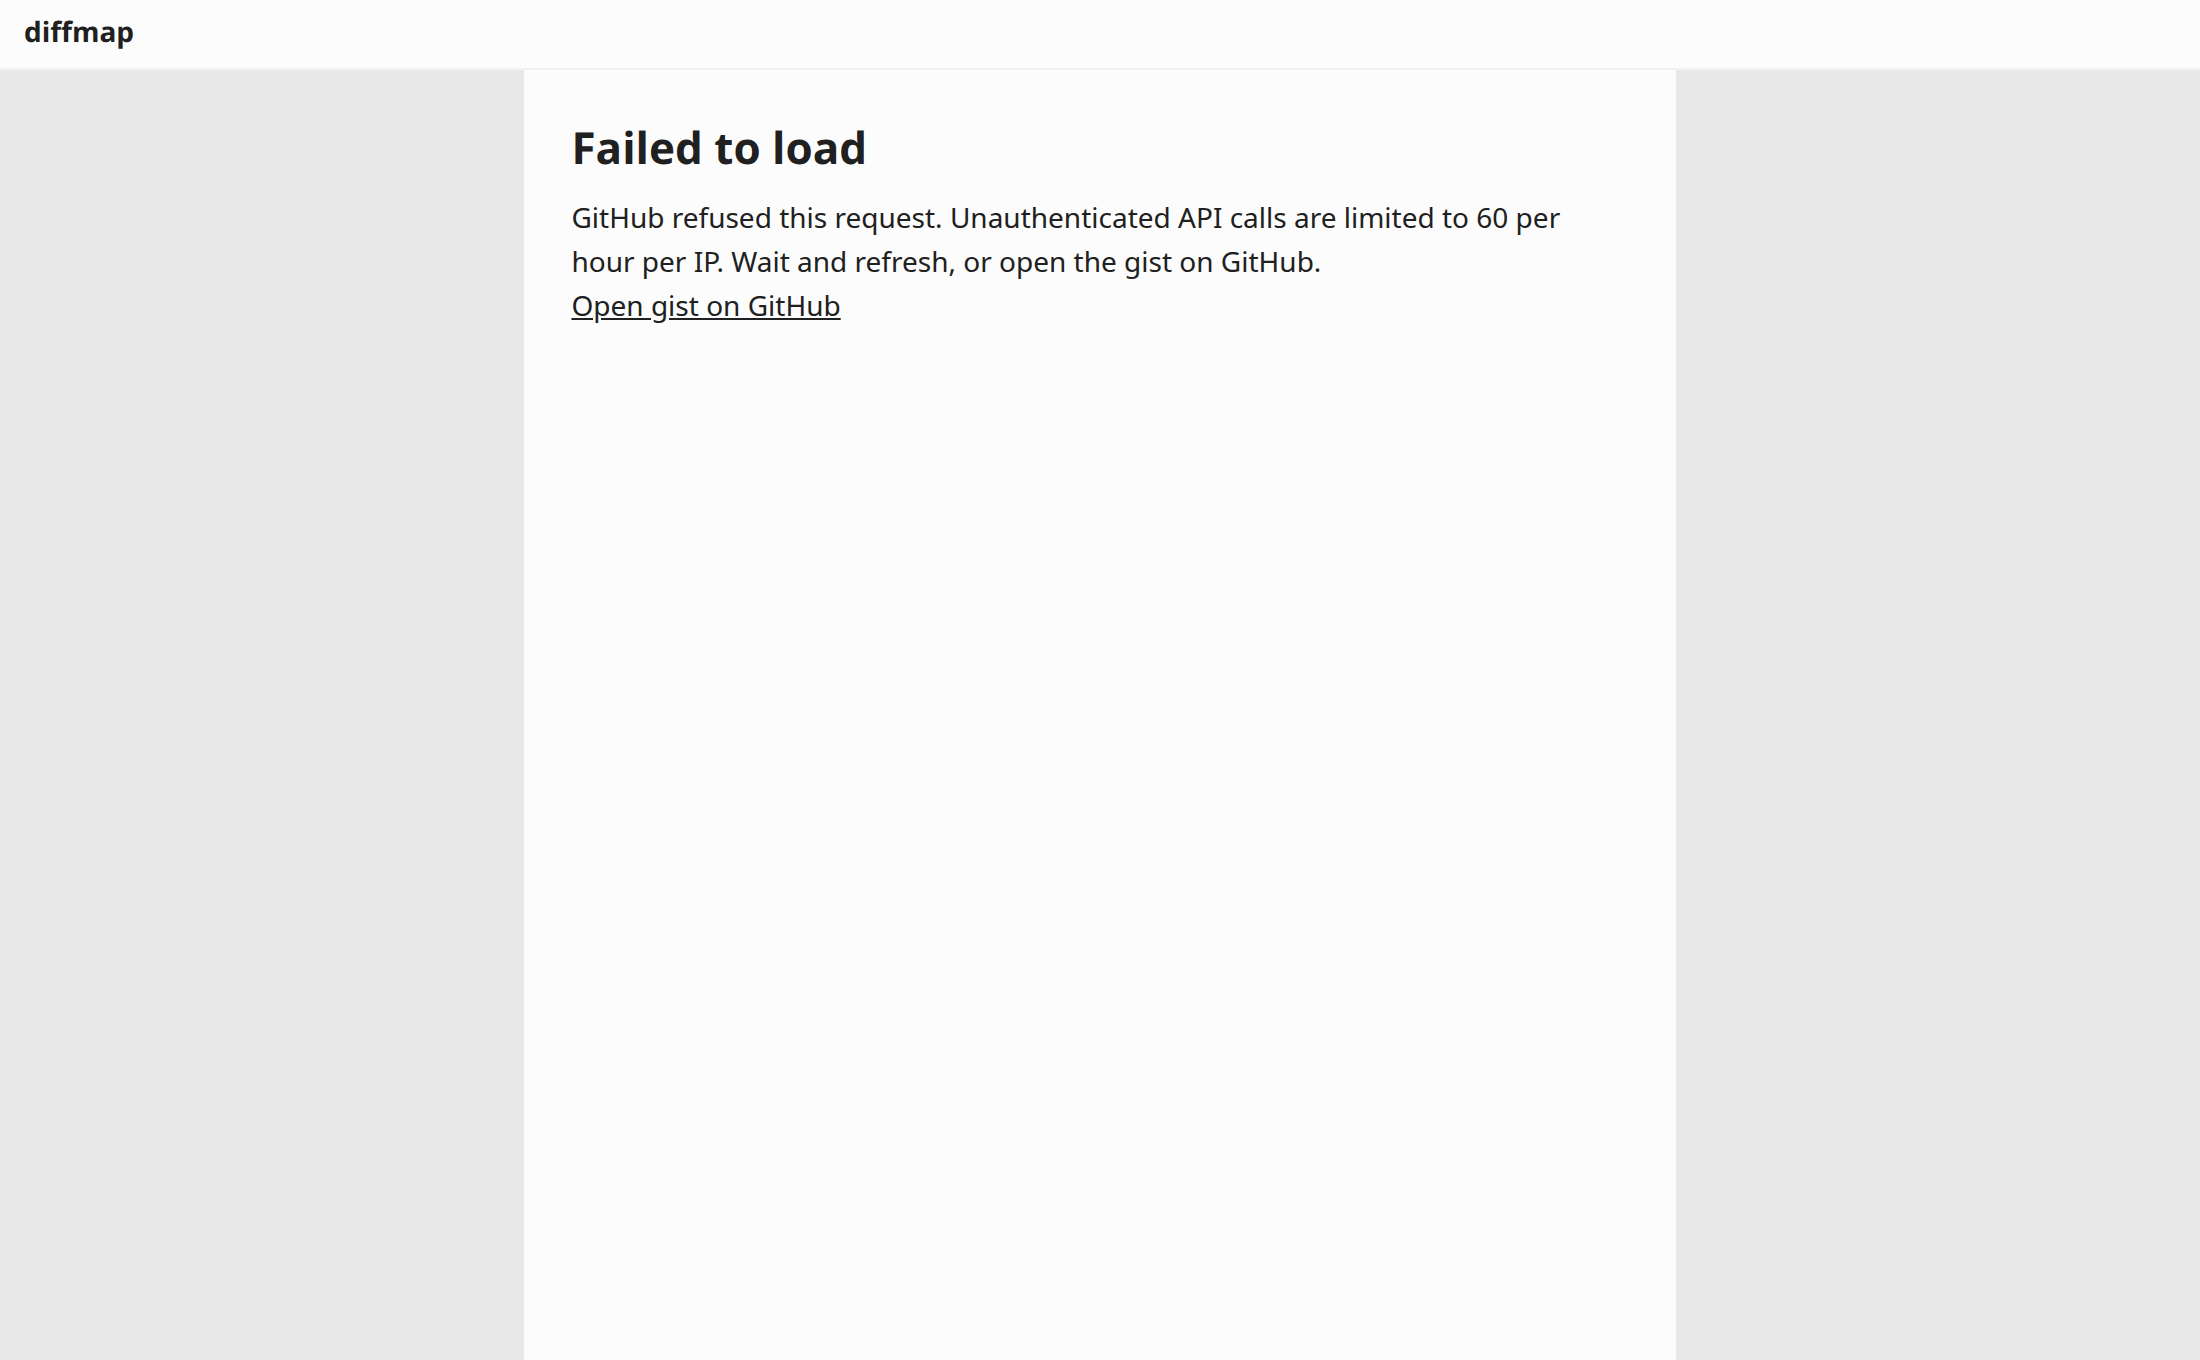 diffmap
Failed to load
GitHub refused this request. Unauthenticated API calls are limited to 60 per
hour per IP. Wait and refresh, or open the gist on GitHub.
Open gist on GitHub